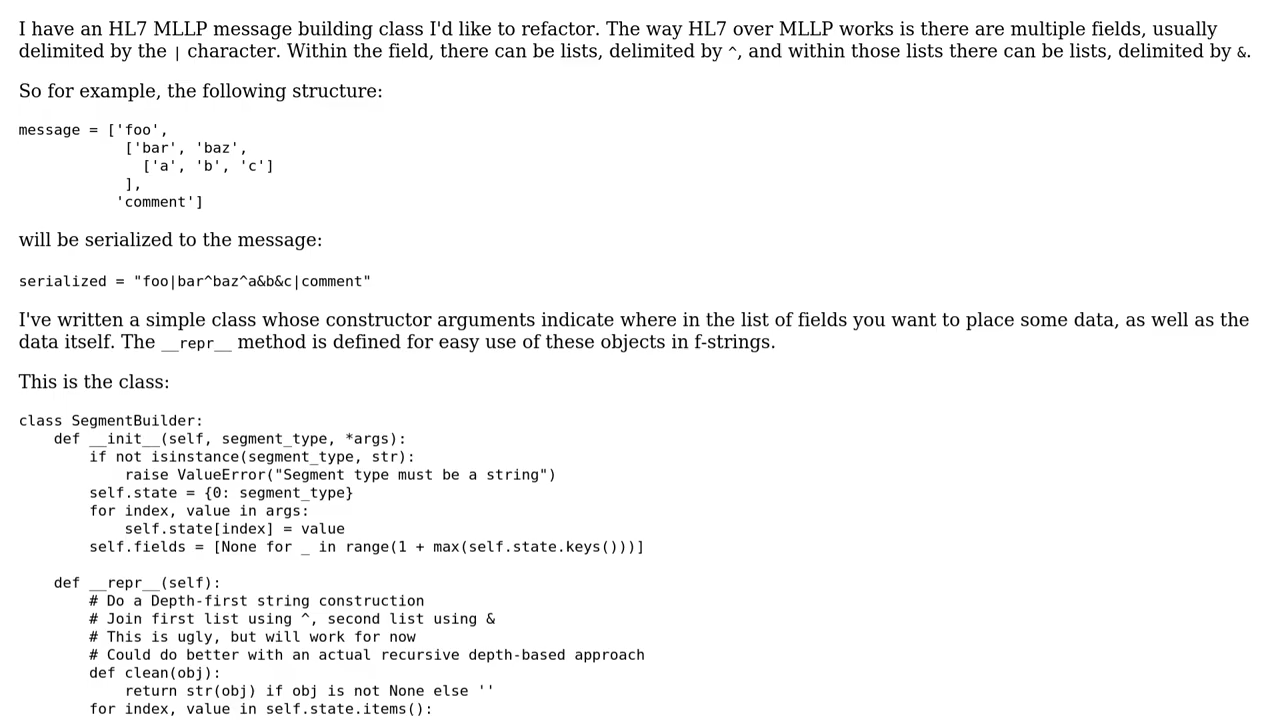 I have an HL7 MLLP message building class I'd like to refactor. The way HL7 over MLLP works is there are multiple fields, usually
delimited by the | character. Within the field, there can be lists, delimited by ^, and within those lists there can be lists, delimited by &.
So for example, the following structure:
message = ['foo',
            ['bar', 'baz',
              ['a', 'b', 'c']
            ],
           'comment']
will be serialized to the message:
serialized = "foo|bar^baz^a&b&c|comment"
I've written a simple class whose constructor arguments indicate where in the list of fields you want to place some data, as well as the
data itself. The __repr__ method is defined for easy use of these objects in f-strings.
This is the class:
class SegmentBuilder:
    def __init__(self, segment_type, *args):
        if not isinstance(segment_type, str):
            raise ValueError("Segment type must be a string")
        self.state = {0: segment_type}
        for index, value in args:
            self.state[index] = value
        self.fields = [None for _ in range(1 + max(self.state.keys()))]
    def __repr__(self):
        # Do a Depth-first string construction
        # Join first list using ^, second list using &
        # This is ugly, but will work for now
        # Could do better with an actual recursive depth-based approach
        def clean(obj):
            return str(obj) if obj is not None else ''
        for index, value in self.state.items():